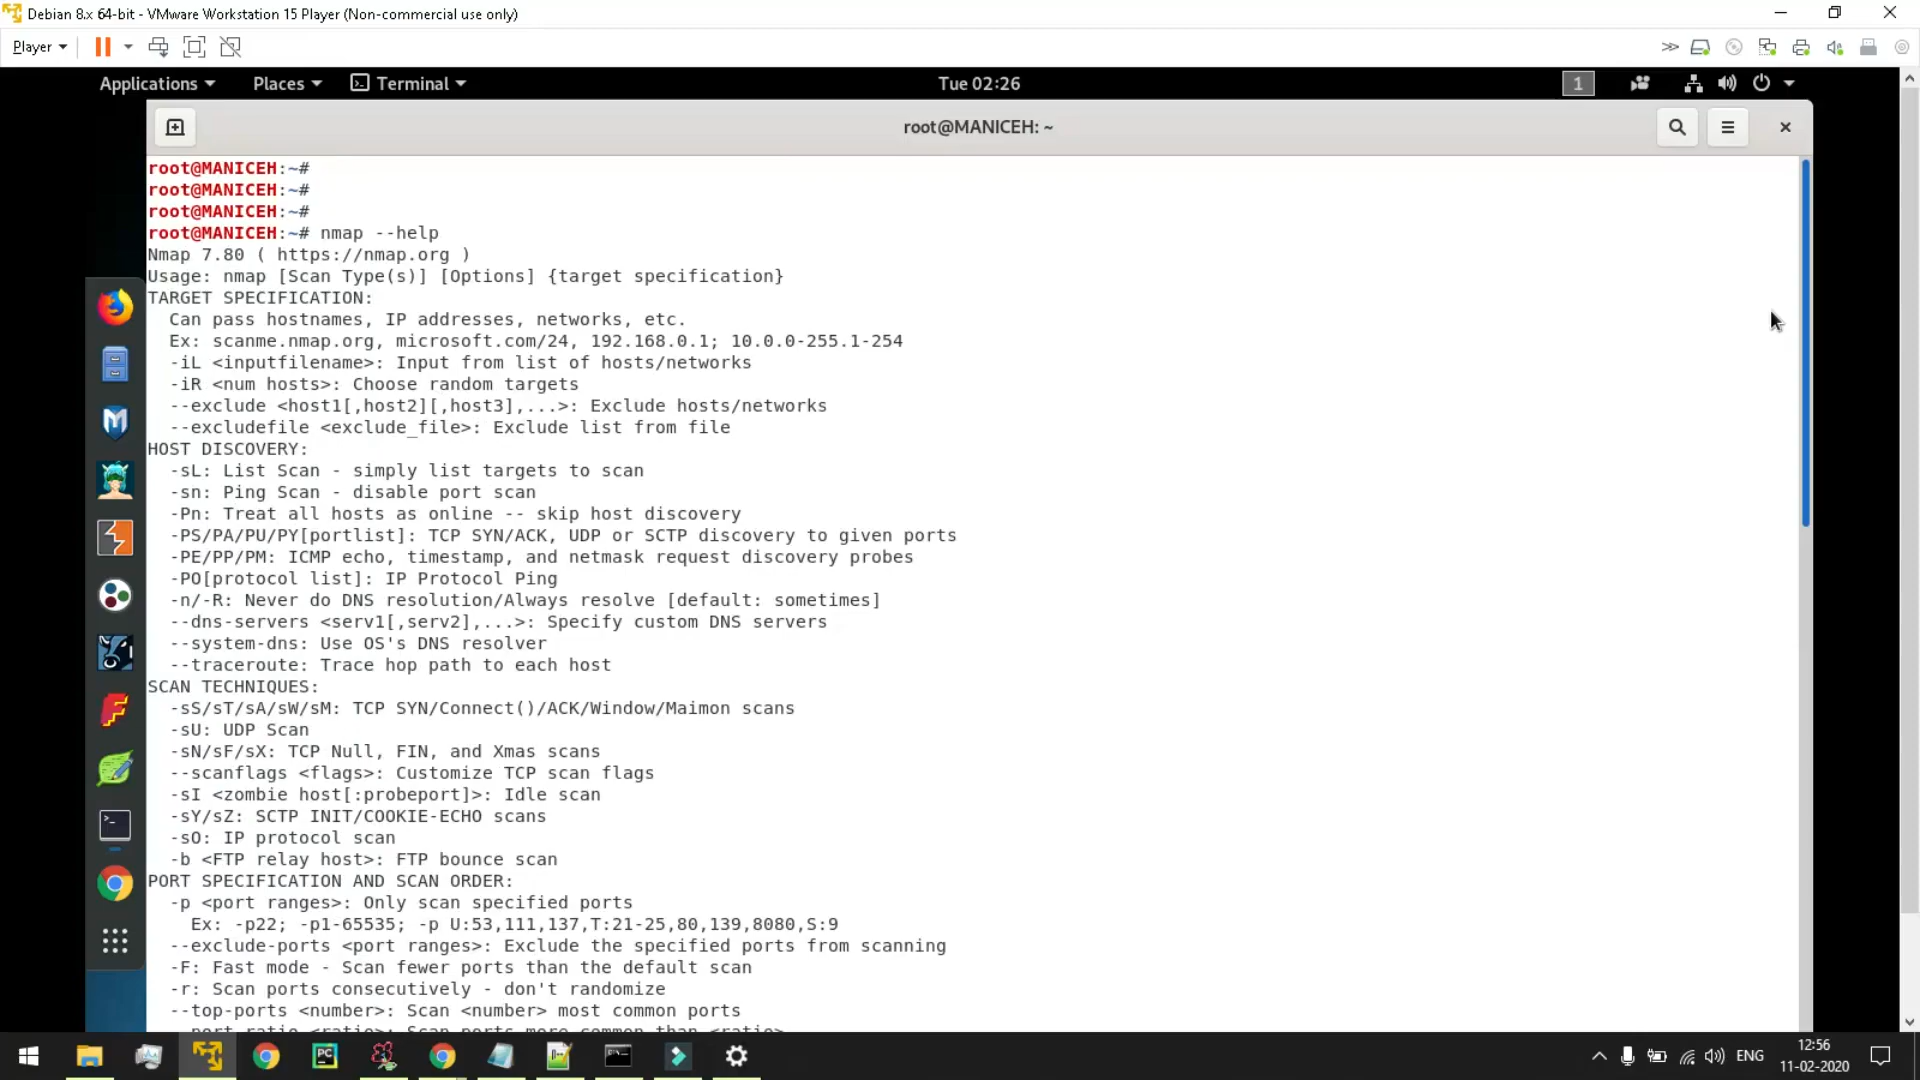 Debian 8.x 64-bit - VMware Workstation 15 Player (Non-commercial use only)
Player
Applications Places Terminal Tue 02:26 1
root@MANICEH: ~
root@MANICEH:~#
root@MANICEH:~#
root@MANICEH:~#
root@MANICEH:~# nmap --help
Nmap 7.80 ( https://nmap.org )
Usage: nmap [Scan Type(s)] [Options] {target specification}
TARGET SPECIFICATION:
  Can pass hostnames, IP addresses, networks, etc.
  Ex: scanme.nmap.org, microsoft.com/24, 192.168.0.1; 10.0.0-255.1-254
  -iL <inputfilename>: Input from list of hosts/networks
  -iR <num hosts>: Choose random targets
  --exclude <host1[,host2][,host3],...>: Exclude hosts/networks
  --excludefile <exclude_file>: Exclude list from file
HOST DISCOVERY:
  -sL: List Scan - simply list targets to scan
  -sn: Ping Scan - disable port scan
  -Pn: Treat all hosts as online -- skip host discovery
  -PS/PA/PU/PY[portlist]: TCP SYN/ACK, UDP or SCTP discovery to given ports
  -PE/PP/PM: ICMP echo, timestamp, and netmask request discovery probes
  -PO[protocol list]: IP Protocol Ping
  -n/-R: Never do DNS resolution/Always resolve [default: sometimes]
  --dns-servers <serv1[,serv2],...>: Specify custom DNS servers
  --system-dns: Use OS's DNS resolver
  --traceroute: Trace hop path to each host
SCAN TECHNIQUES:
  -sS/sT/sA/sW/sM: TCP SYN/Connect()/ACK/Window/Maimon scans
  -sU: UDP Scan
  -sN/sF/sX: TCP Null, FIN, and Xmas scans
  --scanflags <flags>: Customize TCP scan flags
  -sI <zombie host[:probeport]>: Idle scan
  -sY/sZ: SCTP INIT/COOKIE-ECHO scans
  -sO: IP protocol scan
  -b <FTP relay host>: FTP bounce scan
PORT SPECIFICATION AND SCAN ORDER:
  -p <port ranges>: Only scan specified ports
    Ex: -p22; -p1-65535; -p U:53,111,137,T:21-25,80,139,8080,S:9
  --exclude-ports <port ranges>: Exclude the specified ports from scanning
  -F: Fast mode - Scan fewer ports than the default scan
  -r: Scan ports consecutively - don't randomize
  --top-ports <number>: Scan <number> most common ports
  --port-ratio <ratio>: Scan ports more common than <ratio>
ENG
12:56
11-02-2020